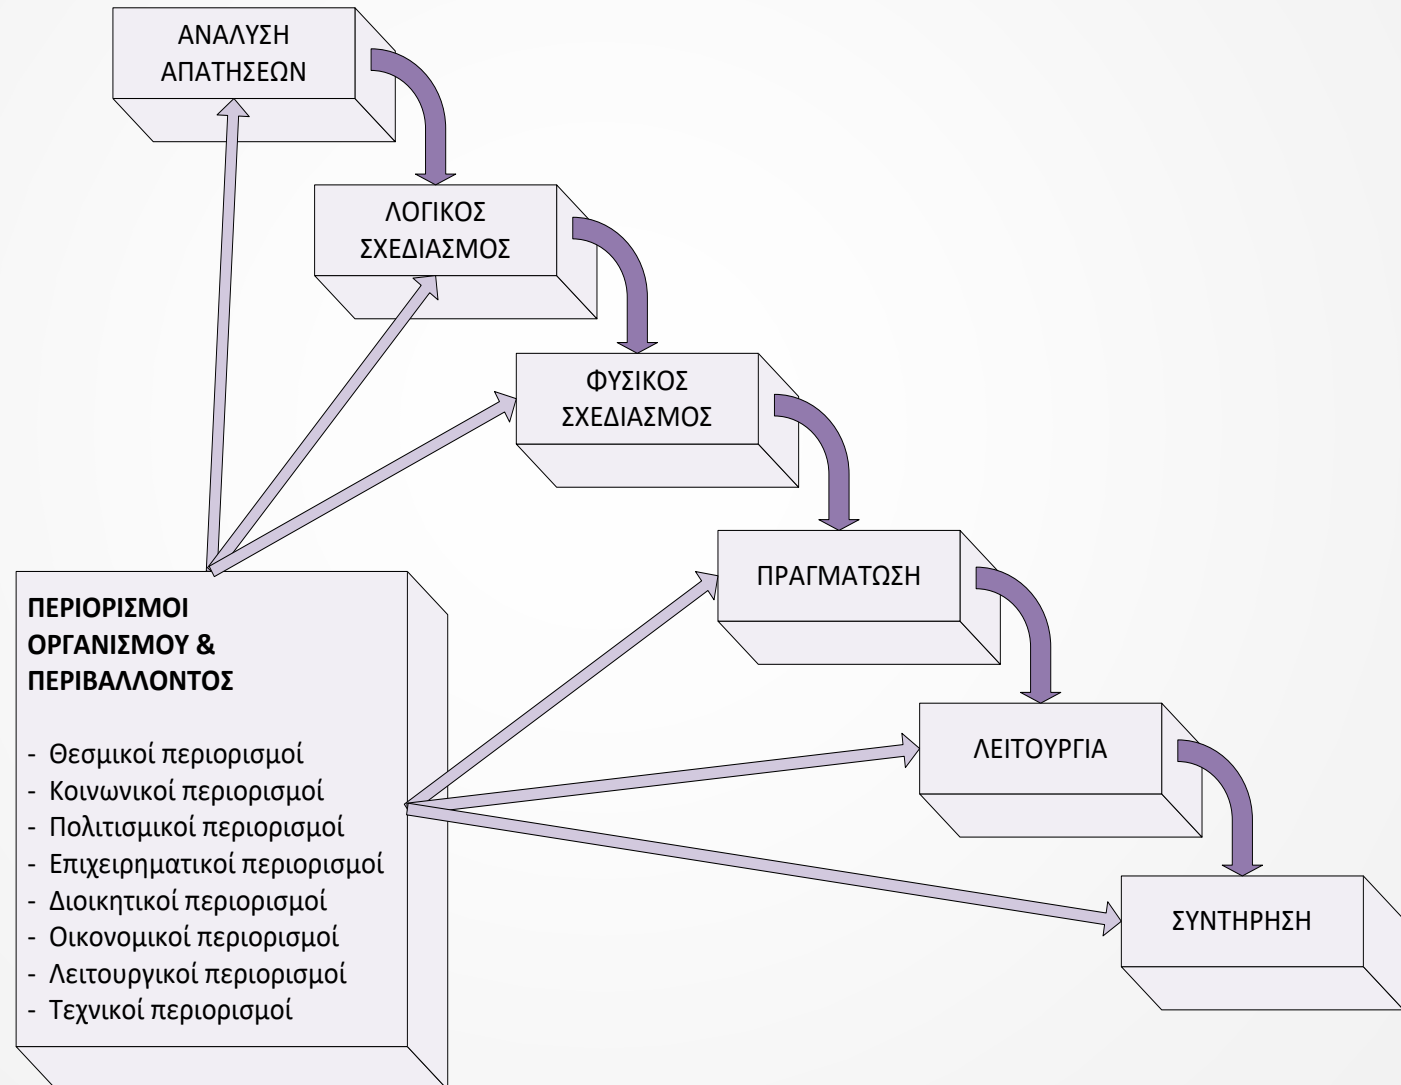 ΑΝΑΛΥΣΗ
ΑΠΑΤΗΣΕΩΝ
ΛΟΓΙΚΟΣ
ΣΧΕΔΙΑΣΜΟΣ
ΦΥΣΙΚΟΣ
ΣΧΕΔΙΑΣΜΟΣ
ΠΡΑΓΜΑΤΩΣΗ
ΛΕΙΤΟΥΡΓΙΑ
ΣΥΝΤΗΡΗΣΗ
ΠΕΡΙΟΡΙΣΜΟΙ
ΟΡΓΑΝΙΣΜΟΥ &
ΠΕΡΙΒΑΛΛΟΝΤΟΣ
- Θεσμικοί περιορισμοί
- Κοινωνικοί περιορισμοί
- Πολιτισμικοί περιορισμοί
- Επιχειρηματικοί περιορισμοί
- Διοικητικοί περιορισμοί
- Οικονομικοί περιορισμοί
- Λειτουργικοί περιορισμοί
- Τεχνικοί περιορισμοί